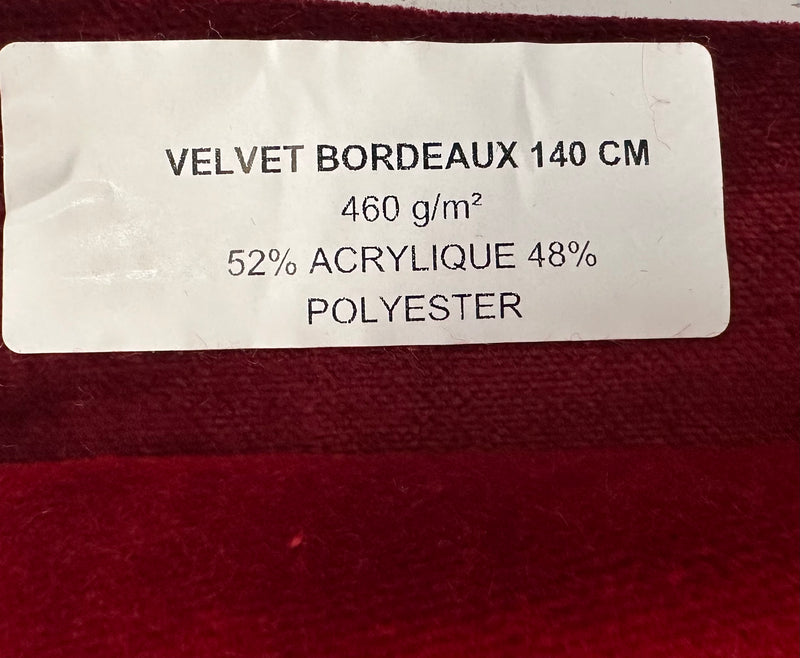 VELVET BORDEAUX 140 CM
460 g/m²
52% ACRYLIQUE 48%
POLYESTER